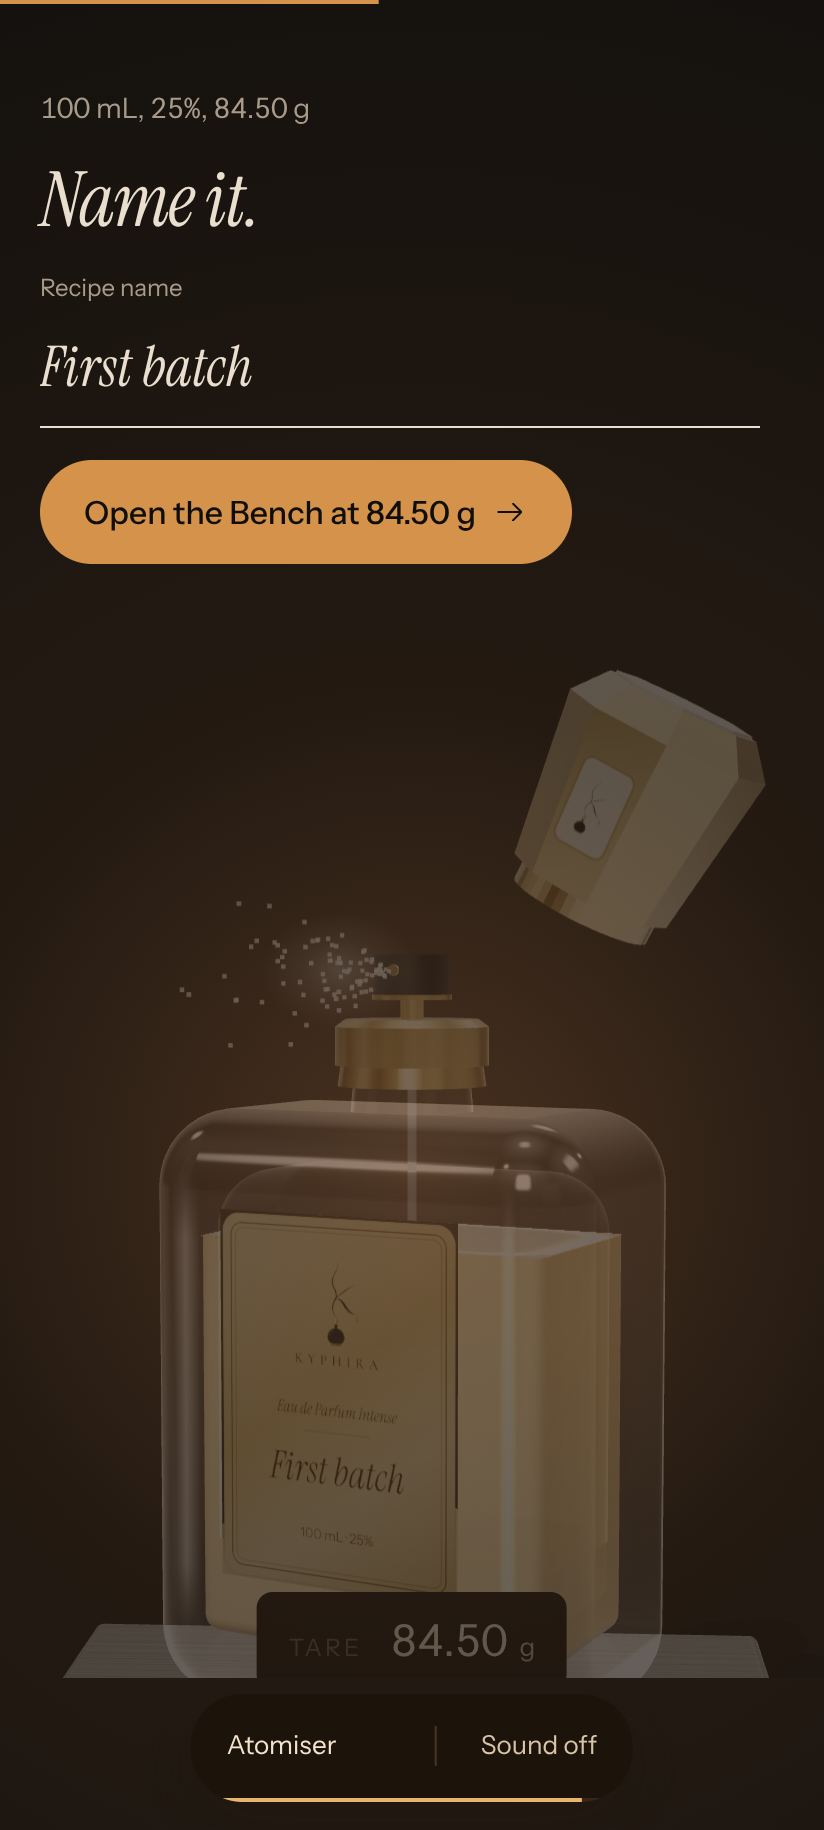 100 mL, 25%, 84.50 g
Name it.
Recipe name
First batch
Open the Bench at 84.50 g →
KYPHIRA
Eau de Parfum Intense
First batch
100 mL · 25%
TARE 84.50 g
Atomiser
Sound off